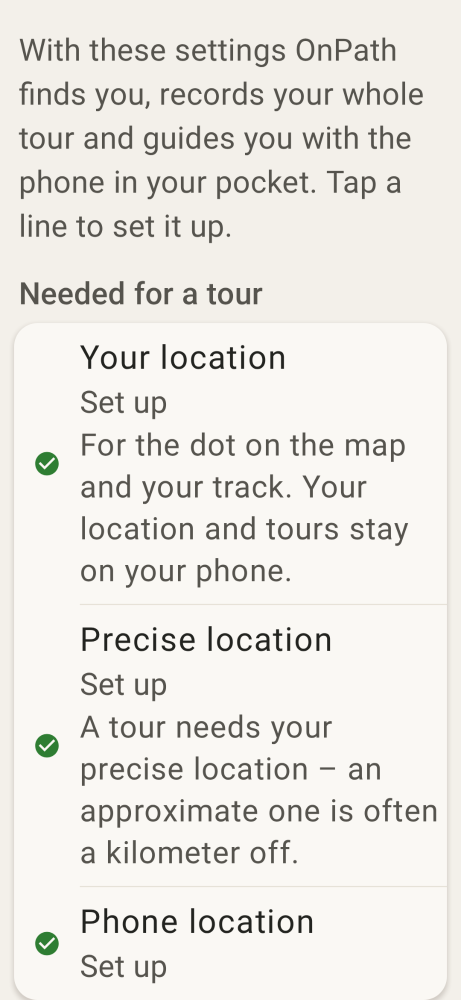 With these settings OnPath
finds you, records your whole
tour and guides you with the
phone in your pocket. Tap a
line to set it up.
Needed for a tour
Your location
Set up
For the dot on the map
and your track. Your
location and tours stay
on your phone.
Precise location
Set up
A tour needs your
precise location – an
approximate one is often
a kilometer off.
Phone location
Set up